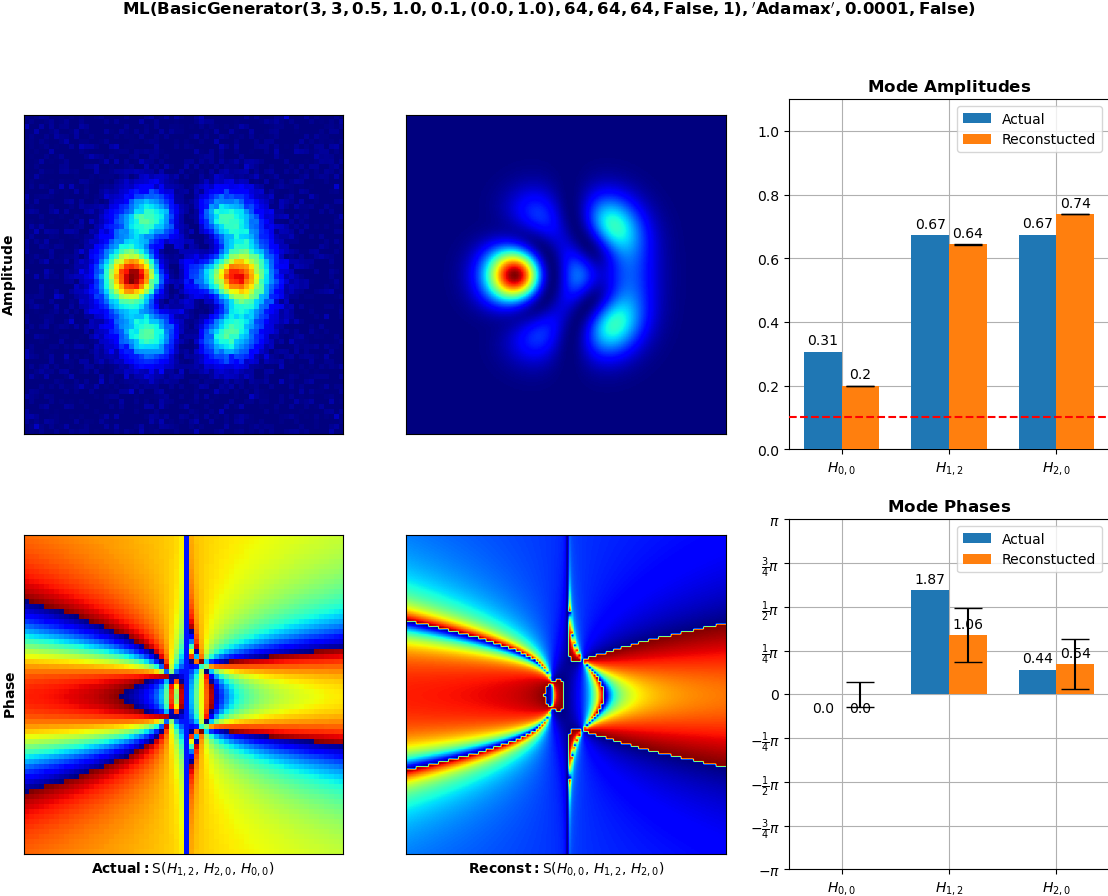 ML(BasicGenerator(3, 3, 0.5, 1.0, 0.1, (0.0, 1.0), 64, 64, 64, False, 1), ′Adamax′, 0.0001, False)
Amplitude
Mode Amplitudes
Actual
Reconstucted
1.0
0.8
0.6
0.4
0.2
0.0
0.31
0.2
0.67
0.64
0.67
0.74
H0,0
H1,2
H2,0
Phase
Actual: S(H1,2, H2,0, H0,0)
Reconst: S(H0,0, H1,2, H2,0)
Mode Phases
Actual
Reconstucted
π
3/4π
1/2π
1/4π
0
−1/4π
−1/2π
−3/4π
−π
0.0
0.0
1.87
1.06
0.44
0.54
H0,0
H1,2
H2,0